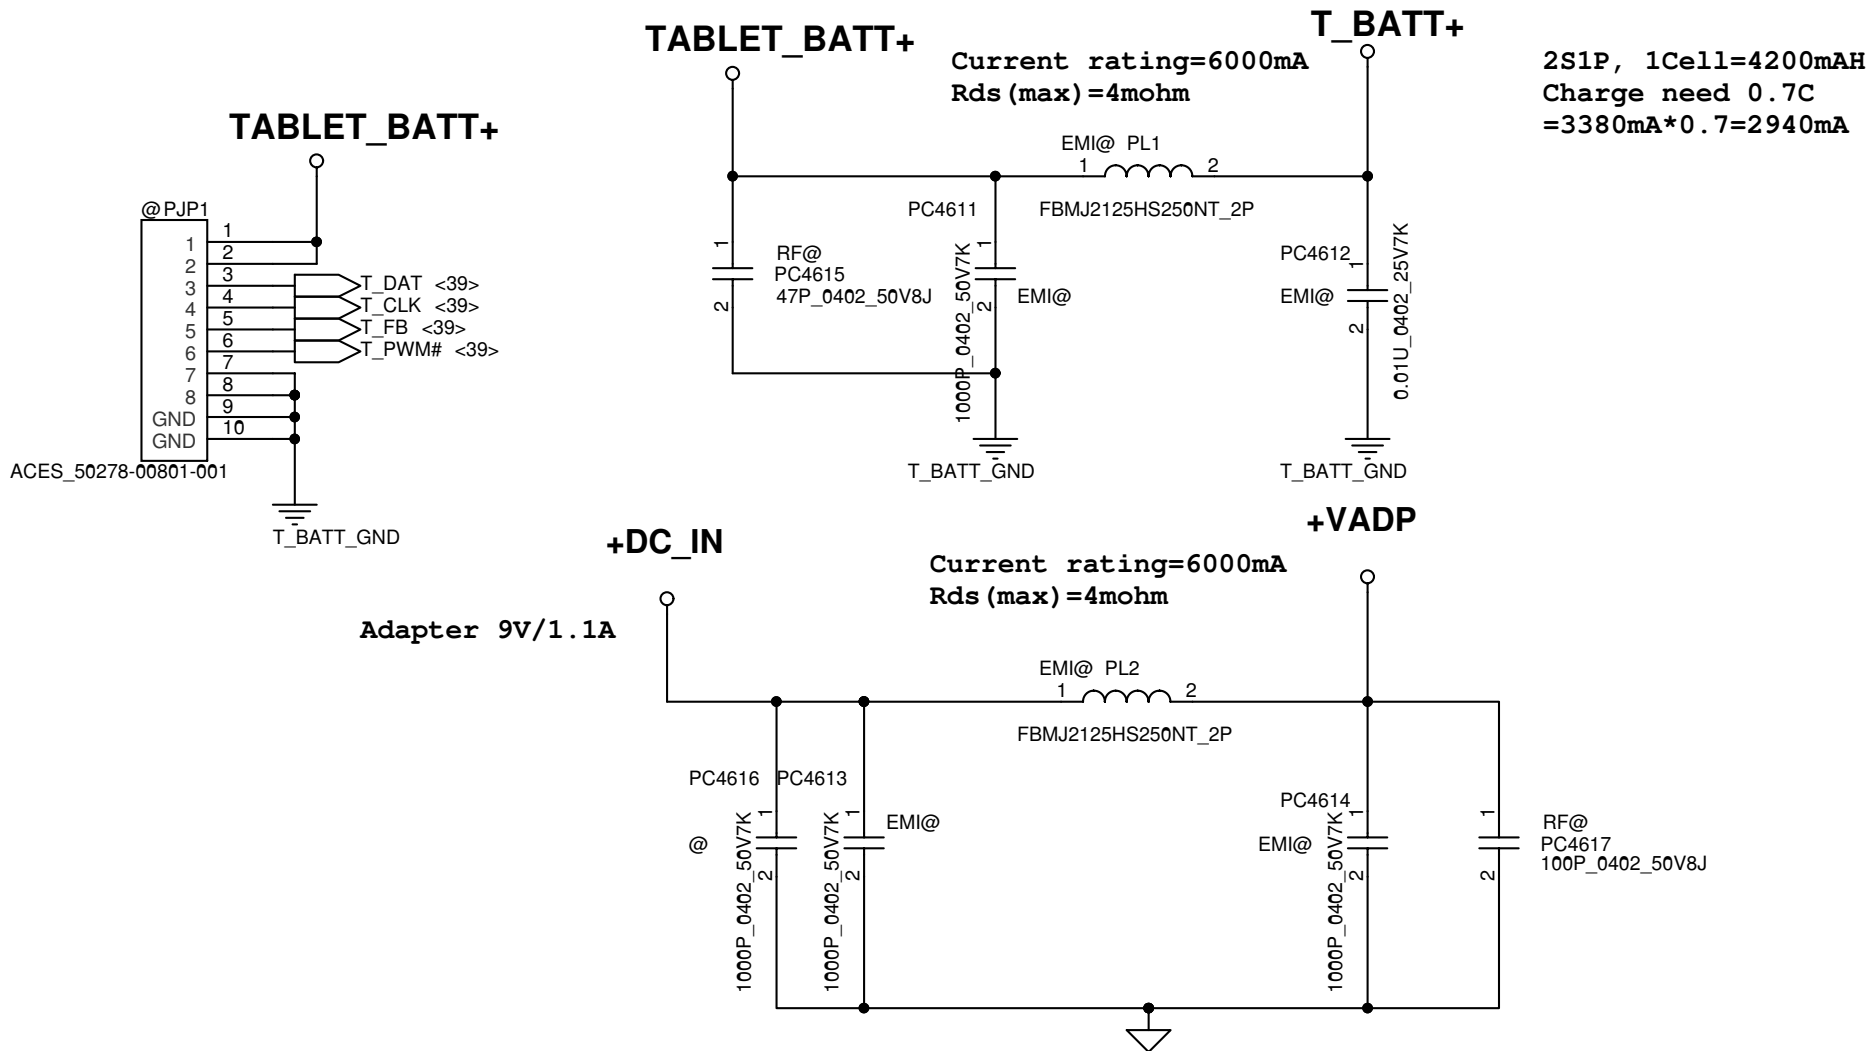 TABLET_BATT+
1
2
3
4
5
6
7
8
9
10
@PJP1
1
2
3
4
5
6
7
8
GND
GND
T_DAT <39>
T_CLK <39>
T_FB <39>
T_PWM# <39>
ACES_50278-00801-001
T_BATT_GND
TABLET_BATT+
Current rating=6000mA
Rds(max)=4mohm
T_BATT+
2S1P, 1Cell=4200mAH
Charge need 0.7C
=3380mA*0.7=2940mA
EMI@ PL1
1
2
FBMJ2125HS250NT_2P
1
2
RF@
PC4615
47P_0402_50V8J
PC4611
1
2
1000P_0402_50V7K
EMI@
PC4612
1
2
EMI@
0.01U_0402_25V7K
T_BATT_GND
T_BATT_GND
+DC_IN
Adapter 9V/1.1A
Current rating=6000mA
Rds(max)=4mohm
+VADP
EMI@ PL2
1
2
FBMJ2125HS250NT_2P
PC4616
@
1
2
1000P_0402_50V7K
PC4613
1
2
1000P_0402_50V7K
EMI@
PC4614
1
2
EMI@
1000P_0402_50V7K
1
2
RF@
PC4617
100P_0402_50V8J